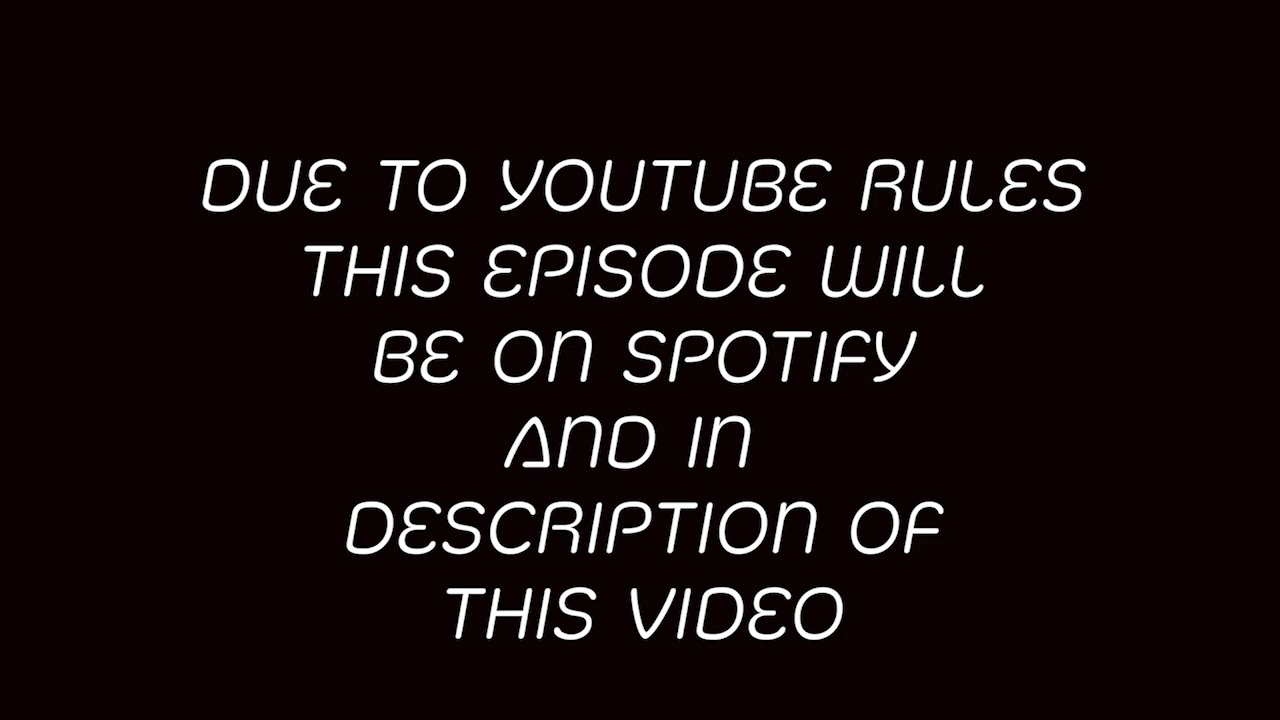 DUE TO YOUTUBE RULES
THIS EPISODE WILL
BE ON SPOTIFY
AND IN
DESCRIPTION OF
THIS VIDEO